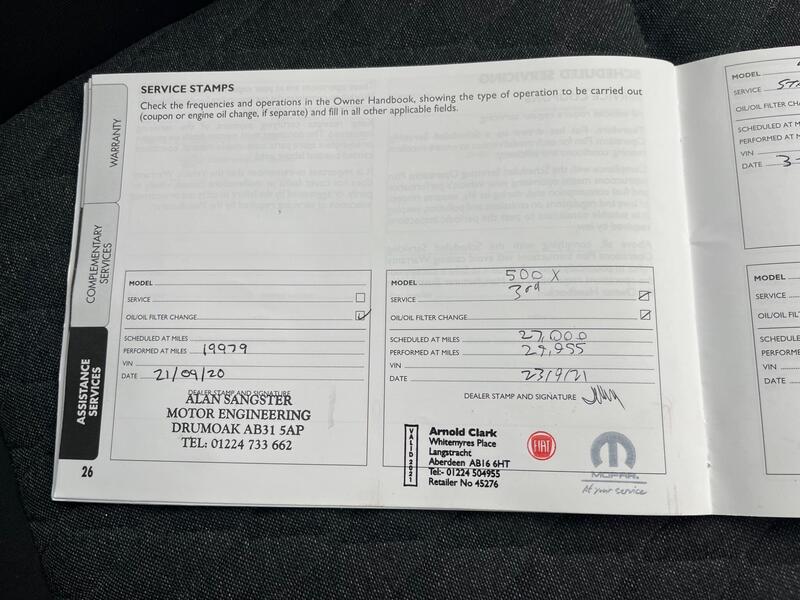 SERVICE STAMPS
Check the frequencies and operations in the Owner Handbook, showing the type of operation to be carried out
(coupon or engine oil change, if separate) and fill in all other applicable fields.
WARRANTY
COMPLEMENTARY
SERVICES
ASSISTANCE
SERVICES
MODEL
SERVICE
OIL/OIL FILTER CHANGE
SCHEDULED AT MILES
PERFORMED AT MILES 19979
VIN
DATE 21/09/20
DEALER STAMP AND SIGNATURE
ALAN SANGSTER
MOTOR ENGINEERING
DRUMOAK AB31 5AP
TEL: 01224 733 662
26
MODEL 500 X
SERVICE 3rd
OIL/OIL FILTER CHANGE
SCHEDULED AT MILES 27,000
PERFORMED AT MILES 29,955
VIN
DATE 23/9/21
DEALER STAMP AND SIGNATURE
VALID 2021
Arnold Clark
Whitemyres Place
Langstracht
Aberdeen AB16 6HT
Tel:- 01224 504955
Retailer No 45276
FIAT
MOPAR
At your service
MODEL
SERVICE
OIL/OIL FILTER
SCHEDULED AT M
PERFORMED AT M
VIN
DATE 3-
MODEL
SERVICE
OIL/OIL FILT
SCHEDULE
PERFORME
VIN
DATE